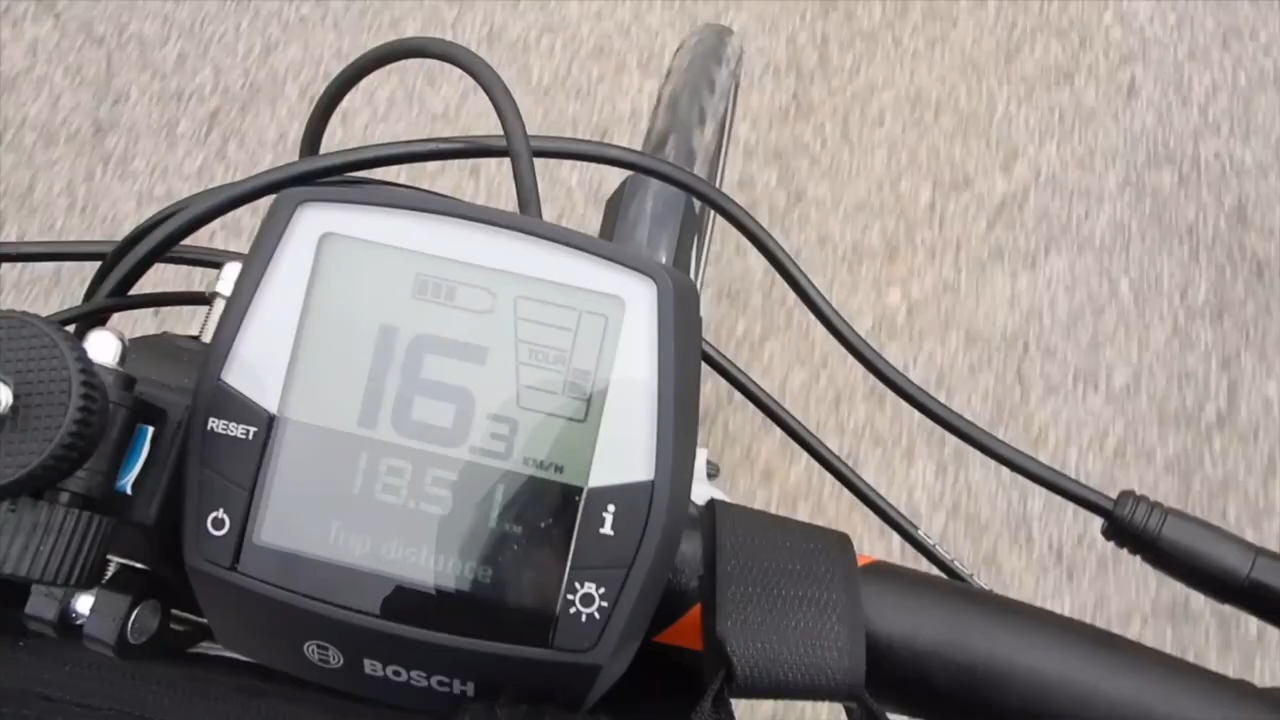 TOUR
16.3
KM/H
RESET
18.5
Trip distance
i
BOSCH